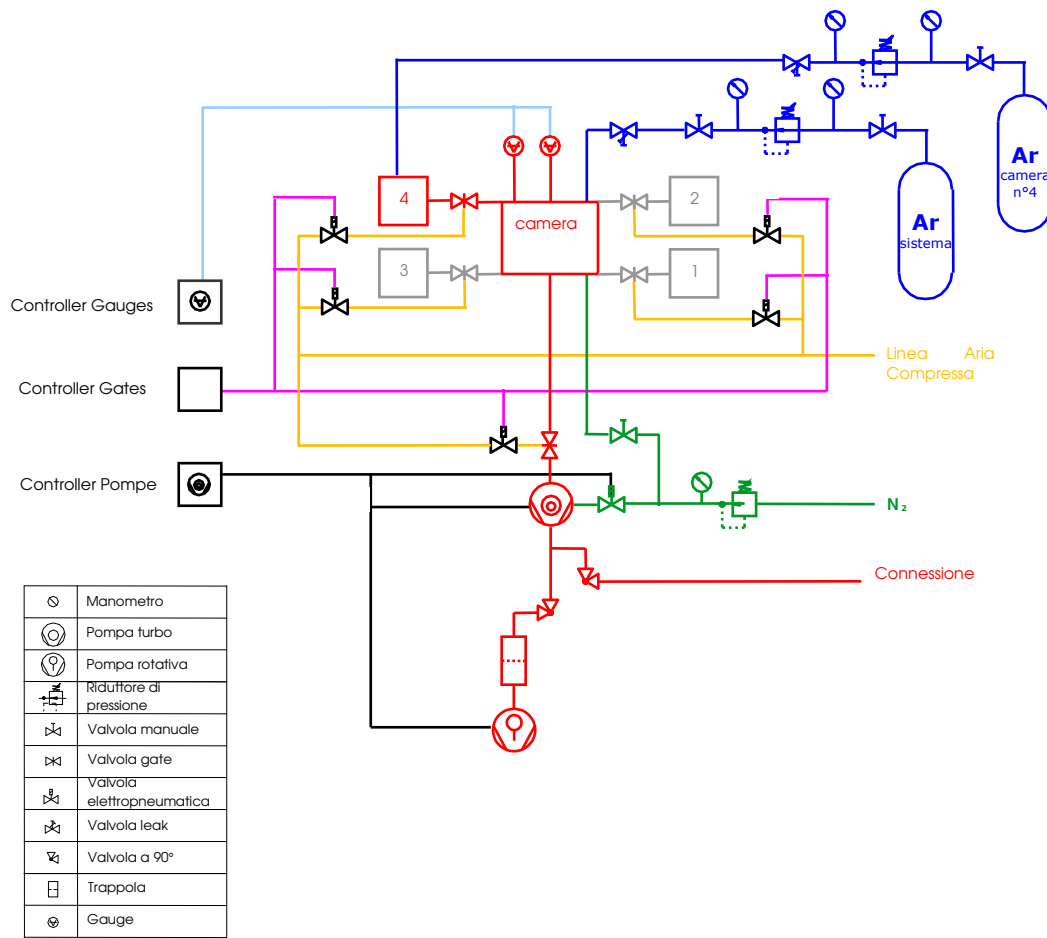 Ar
camera
n°4
Ar
sistema
4
2
camera
3
1
Controller Gauges
Linea Aria
Compressa
Controller Gates
Controller Pompe
N₂
Connessione
Manometro
Pompa turbo
Pompa rotativa
Riduttore di
pressione
Valvola manuale
Valvola gate
Valvola
elettropneumatica
Valvola leak
Valvola a 90°
Trappola
Gauge